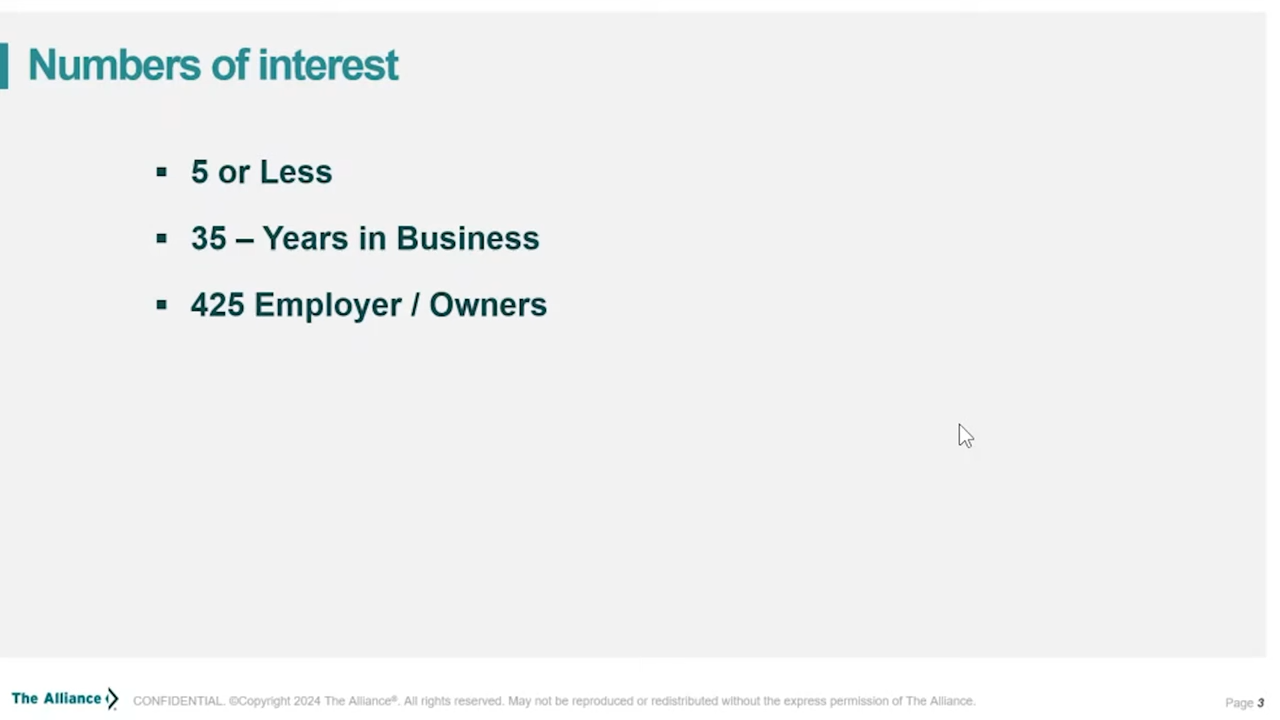 Numbers of interest
▪ 5 or Less
▪ 35 – Years in Business
▪ 425 Employer / Owners
The Alliance CONFIDENTIAL. ©Copyright 2024 The Alliance®. All rights reserved. May not be reproduced or redistributed without the express permission of The Alliance. Page 3